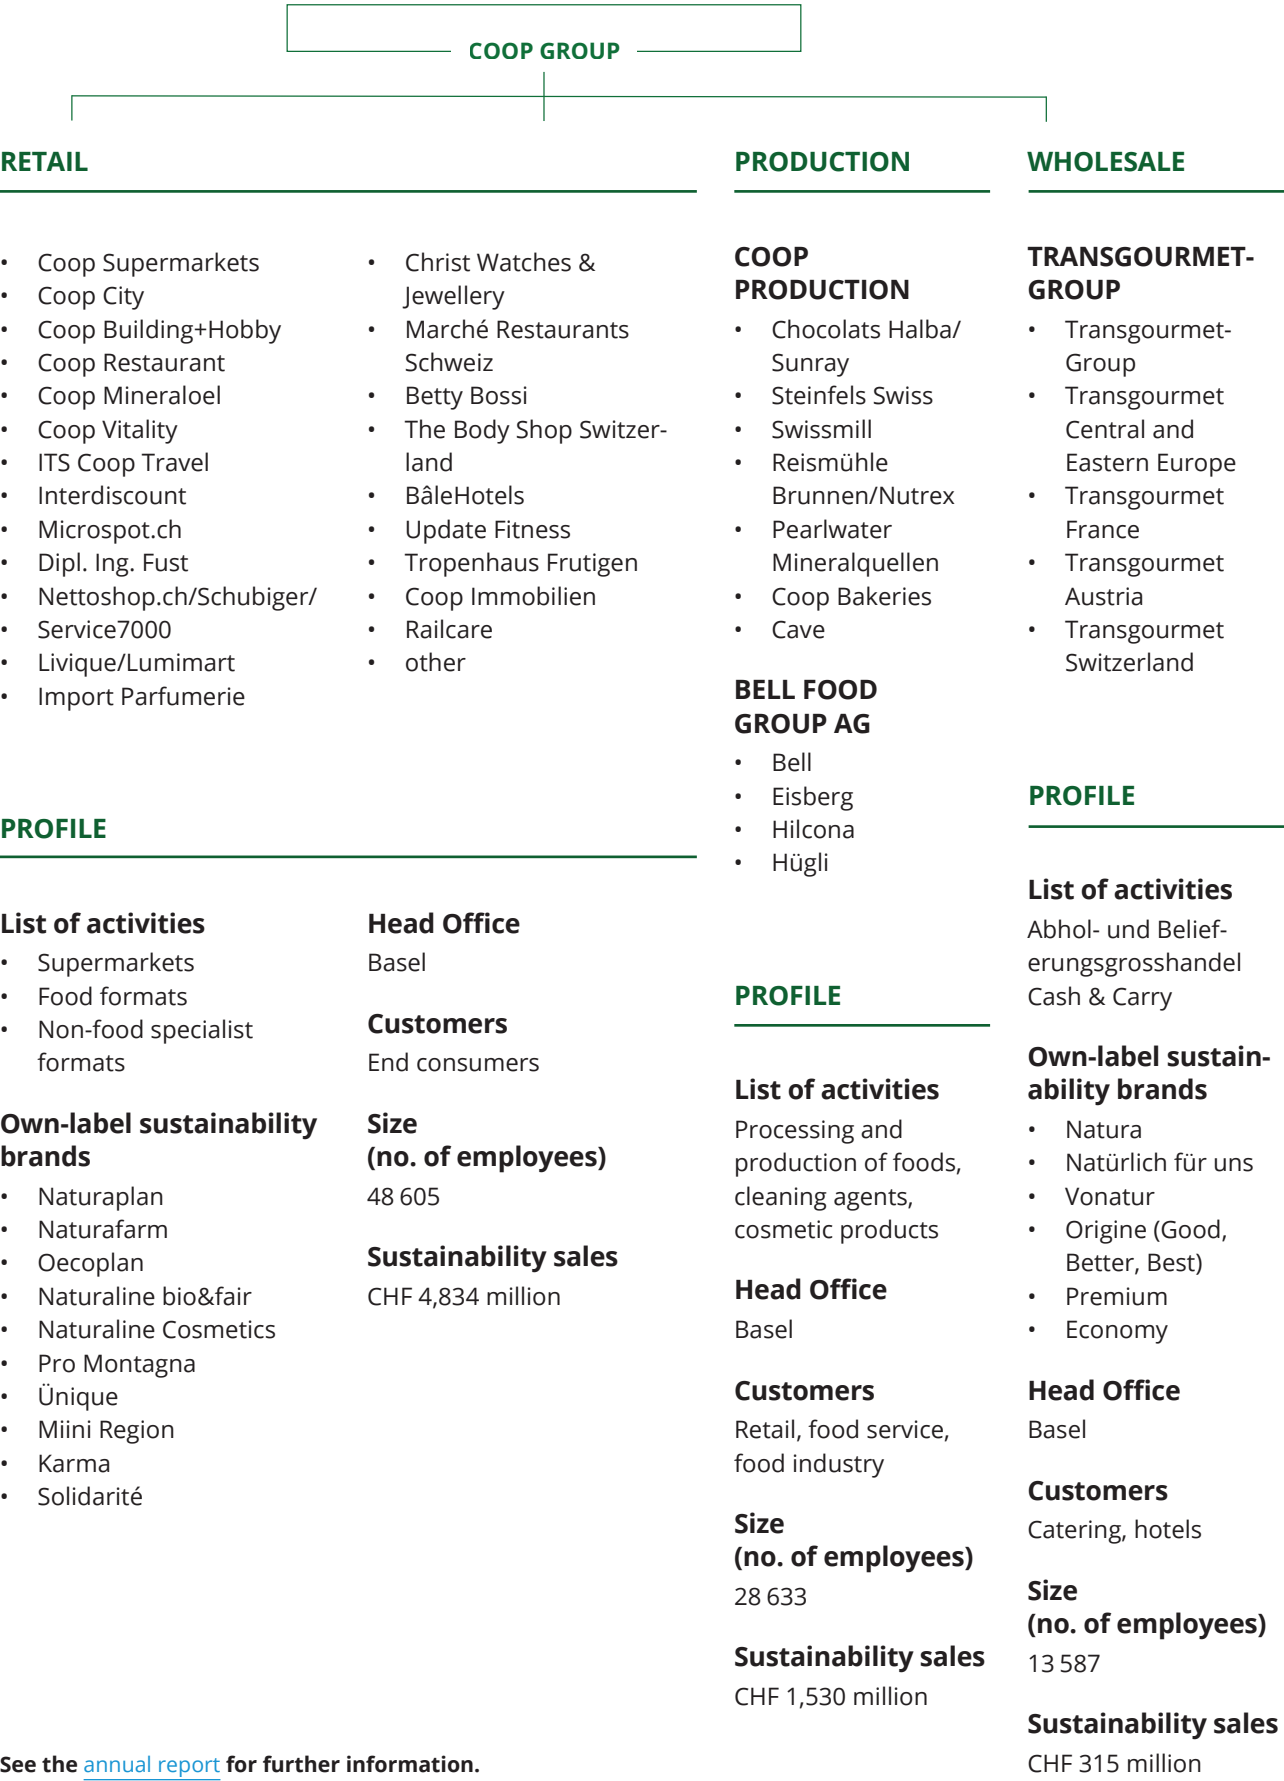 COOP GROUP
RETAIL
• Coop Supermarkets
• Coop City
• Coop Building+Hobby
• Coop Restaurant
• Coop Mineraloel
• Coop Vitality
• ITS Coop Travel
• Interdiscount
• Microspot.ch
• Dipl. Ing. Fust
• Nettoshop.ch/Schubiger/
• Service7000
• Livique/Lumimart
• Import Parfumerie
• Christ Watches &
Jewellery
• Marché Restaurants
Schweiz
• Betty Bossi
• The Body Shop Switzer-
land
• BâleHotels
• Update Fitness
• Tropenhaus Frutigen
• Coop Immobilien
• Railcare
• other
PROFILE
List of activities
• Supermarkets
• Food formats
• Non-food specialist
formats
Own-label sustainability
brands
• Naturaplan
• Naturafarm
• Oecoplan
• Naturaline bio&fair
• Naturaline Cosmetics
• Pro Montagna
• Ünique
• Miini Region
• Karma
• Solidarité
Head Office
Basel
Customers
End consumers
Size
(no. of employees)
48 605
Sustainability sales
CHF 4,834 million
PRODUCTION
COOP
PRODUCTION
• Chocolats Halba/
Sunray
• Steinfels Swiss
• Swissmill
• Reismühle
Brunnen/Nutrex
• Pearlwater
Mineralquellen
• Coop Bakeries
• Cave
BELL FOOD
GROUP AG
• Bell
• Eisberg
• Hilcona
• Hügli
PROFILE
List of activities
Processing and
production of foods,
cleaning agents,
cosmetic products
Head Office
Basel
Customers
Retail, food service,
food industry
Size
(no. of employees)
28 633
Sustainability sales
CHF 1,530 million
WHOLESALE
TRANSGOURMET-
GROUP
• Transgourmet-
Group
• Transgourmet
Central and
Eastern Europe
• Transgourmet
France
• Transgourmet
Austria
• Transgourmet
Switzerland
PROFILE
List of activities
Abhol- und Belief-
erungsgrosshandel
Cash & Carry
Own-label sustain-
ability brands
• Natura
• Natürlich für uns
• Vonatur
• Origine (Good,
Better, Best)
• Premium
• Economy
Head Office
Basel
Customers
Catering, hotels
Size
(no. of employees)
13 587
Sustainability sales
CHF 315 million
See the annual report for further information.